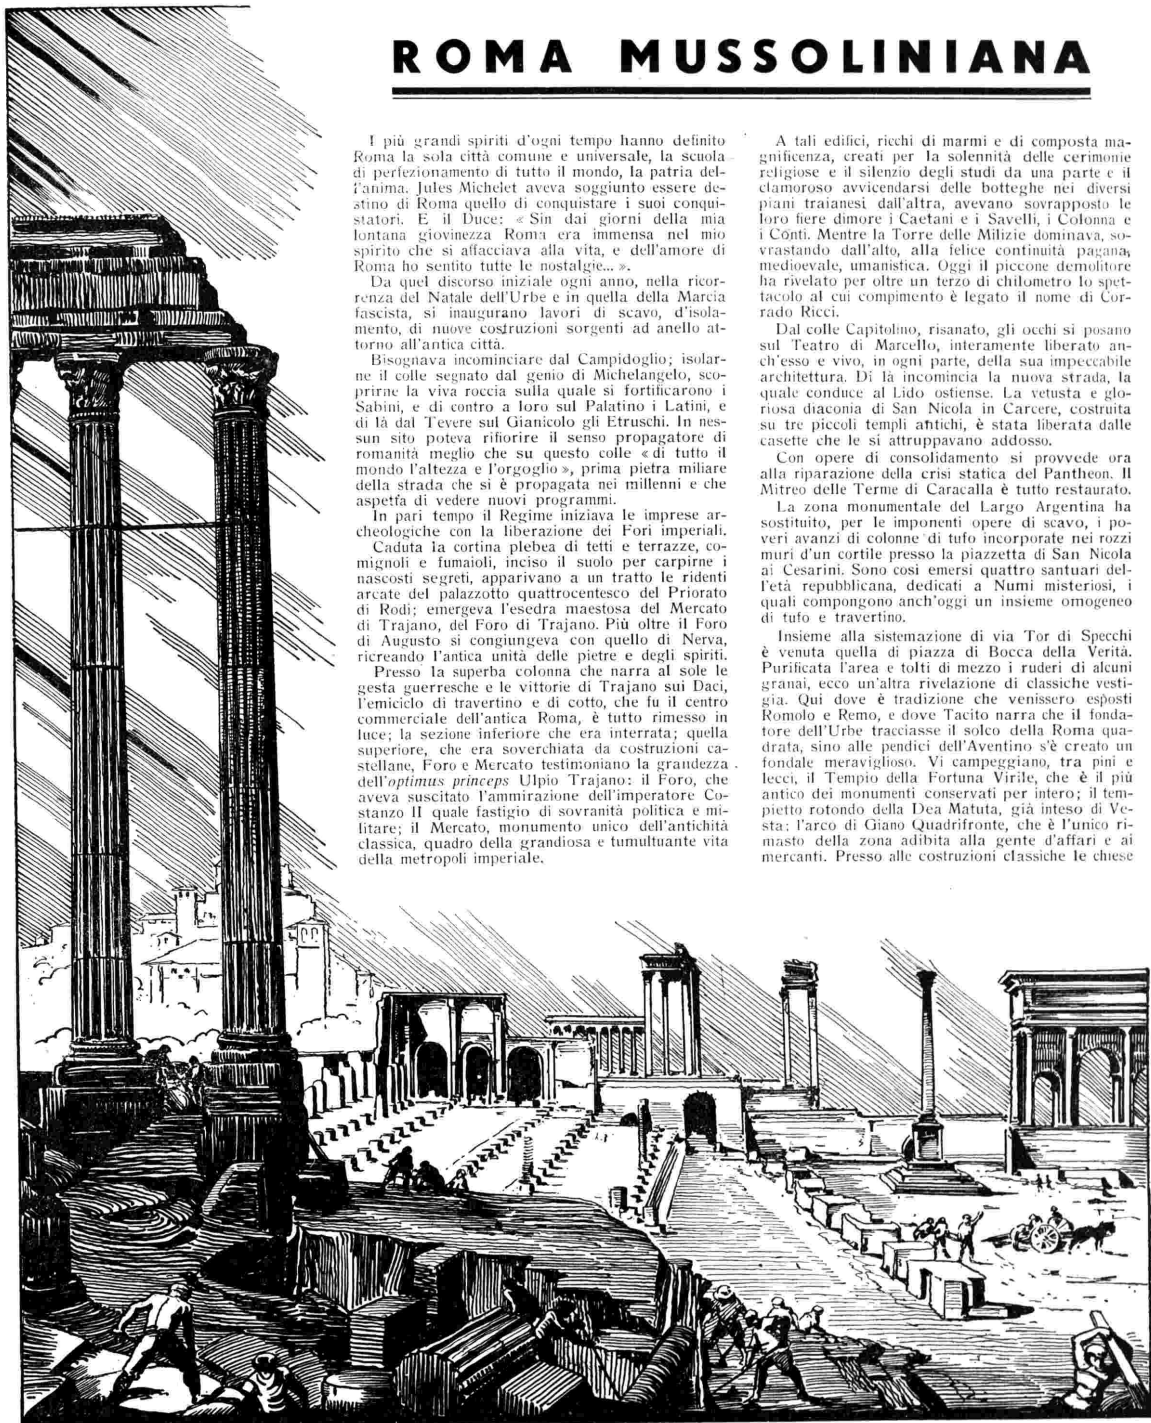 ROMA MUSSOLINIANA
I più grandi spiriti d'ogni tempo hanno definito
Roma la sola città comune e universale, la scuola
di perfezionamento di tutto il mondo, la patria del-
l'anima. Jules Michelet aveva soggiunto essere de-
stino di Roma quello di conquistare i suoi conqui-
statori. E il Duce: « Sin dai giorni della mia
lontana giovinezza Roma era immensa nel mio
spirito che si affacciava alla vita, e dell'amore di
Roma ho sentito tutte le nostalgie... ».
Da quel discorso iniziale ogni anno, nella ricor-
renza del Natale dell'Urbe e in quella della Marcia
fascista, si inaugurano lavori di scavo, d'isola-
mento, di nuove costruzioni sorgenti ad anello at-
torno all'antica città.
Bisognava incominciare dal Campidoglio; isolar-
ne il colle segnato dal genio di Michelangelo, sco-
prirne la viva roccia sulla quale si fortificarono i
Sabini, e di contro a loro sul Palatino i Latini, e
di là dal Tevere sul Gianicolo gli Etruschi. In nes-
sun sito poteva rifiorire il senso propagatore di
romanità meglio che su questo colle « di tutto il
mondo l'altezza e l'orgoglio », prima pietra miliare
della strada che si è propagata nei millenni e che
aspetta di vedere nuovi programmi.
In pari tempo il Regime iniziava le imprese ar-
cheologiche con la liberazione dei Fori imperiali.
Caduta la cortina plebea di tetti e terrazze, co-
mignoli e fumaioli, inciso il suolo per carpirne i
nascosti segreti, apparivano a un tratto le ridenti
arcate del palazzotto quattrocentesco del Priorato
di Rodi; emergeva l'esedra maestosa del Mercato
di Trajano, del Foro di Trajano. Più oltre il Foro
di Augusto si congiungeva con quello di Nerva,
ricreando l'antica unità delle pietre e degli spiriti.
Presso la superba colonna che narra al sole le
gesta guerresche e le vittorie di Trajano sui Daci,
l'emiciclo di travertino e di cotto, che fu il centro
commerciale dell'antica Roma, è tutto rimesso in
luce; la sezione inferiore che era interrata; quella
superiore, che era soverchiata da costruzioni ca-
stellane, Foro e Mercato testimoniano la grandezza
dell'optimus princeps Ulpio Trajano: il Foro, che
aveva suscitato l'ammirazione dell'imperatore Co-
stanzo II quale fastigio di sovranità politica e mi-
litare; il Mercato, monumento unico dell'antichità
classica, quadro della grandiosa e tumultuante vita
della metropoli imperiale.
A tali edifici, ricchi di marmi e di composta ma-
gnificenza, creati per la solennità delle cerimonie
religiose e il silenzio degli studi da una parte e il
clamoroso avvicendarsi delle botteghe nei diversi
piani traianesi dall'altra, avevano sovrapposto le
loro fiere dimore i Caetani e i Savelli, i Colonna e
i Conti. Mentre la Torre delle Milizie dominava, so-
vrastando dall'alto, alla felice continuità pagana,
medioevale, umanistica. Oggi il piccone demolitore
ha rivelato per oltre un terzo di chilometro lo spet-
tacolo al cui compimento è legato il nome di Cor-
rado Ricci.
Dal colle Capitolino, risanato, gli occhi si posano
sul Teatro di Marcello, interamente liberato an-
ch'esso e vivo, in ogni parte, della sua impeccabile
architettura. Di là incomincia la nuova strada, la
quale conduce al Lido ostiense. La vetusta e glo-
riosa diaconia di San Nicola in Carcere, costruita
su tre piccoli templi antichi, è stata liberata dalle
casette che le si attruppavano addosso.
Con opere di consolidamento si provvede ora
alla riparazione della crisi statica del Pantheon. Il
Mitreo delle Terme di Caracalla è tutto restaurato.
La zona monumentale del Largo Argentina ha
sostituito, per le imponenti opere di scavo, i po-
veri avanzi di colonne di tufo incorporate nei rozzi
muri d'un cortile presso la piazzetta di San Nicola
ai Cesarini. Sono così emersi quattro santuari del-
l'età repubblicana, dedicati a Numi misteriosi, i
quali compongono anch'oggi un insieme omogeneo
di tufo e travertino.
Insieme alla sistemazione di via Tor di Specchi
è venuta quella di piazza di Bocca della Verità.
Purificata l'area e tolti di mezzo i ruderi di alcuni
granai, ecco un'altra rivelazione di classiche vesti-
gia. Qui dove è tradizione che venissero esposti
Romolo e Remo, e dove Tacito narra che il fonda-
tore dell'Urbe tracciasse il solco della Roma qua-
drata, sino alle pendici dell'Aventino s'è creato un
fondale meraviglioso. Vi campeggiano, tra pini e
lecci, il Tempio della Fortuna Virile, che è il più
antico dei monumenti conservati per intero; il tem-
pietto rotondo della Dea Matuta, già inteso di Ve-
sta; l'arco di Giano Quadrifronte, che è l'unico ri-
masto della zona adibita alla gente d'affari e ai
mercanti. Presso alle costruzioni classiche le chiese